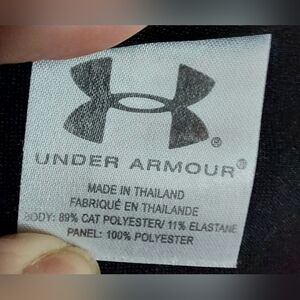 ®
UNDER ARMOUR®
MADE IN THAILAND
FABRIQUÉ EN THAILANDE
BODY: 89% CAT POLYESTER/ 11% ELASTANE
PANEL: 100% POLYESTER